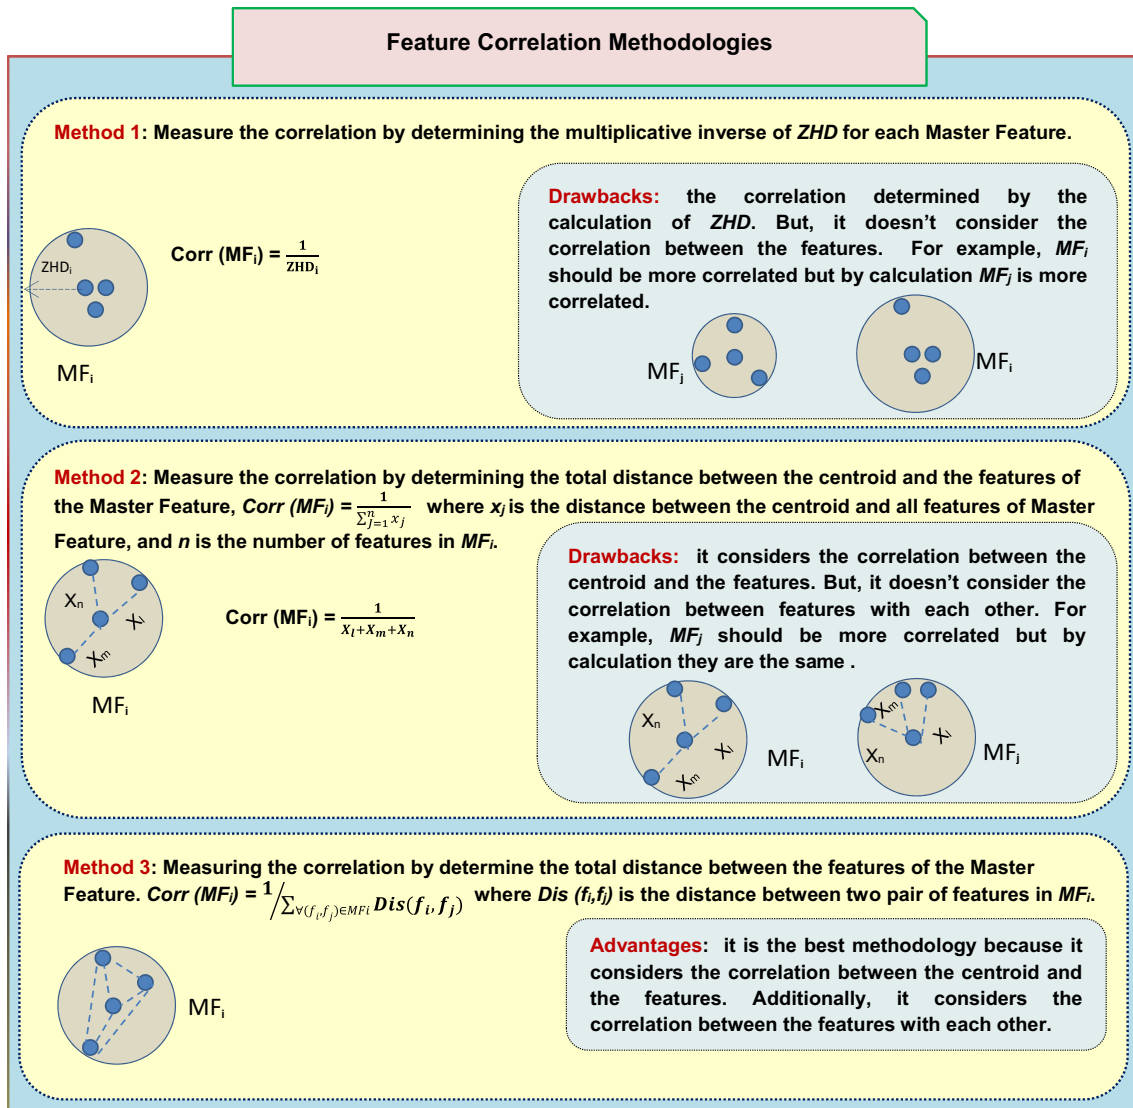 Feature Correlation Methodologies
Method 1: Measure the correlation by determining the multiplicative inverse of ZHD for each Master Feature.
ZHDᵢ
MFᵢ
Corr (MFᵢ) = 1/ZHDᵢ
Drawbacks: the correlation determined by the
calculation of ZHD. But, it doesn’t consider the
correlation between the features. For example, MFᵢ
should be more correlated but by calculation MFⱼ is more
correlated.
MFⱼ
MFᵢ
Method 2: Measure the correlation by determining the total distance between the centroid and the features of
the Master Feature, Corr (MFᵢ) = 1/∑ⁿⱼ₌₁ xⱼ where xⱼ is the distance between the centroid and all features of Master
Feature, and n is the number of features in MFᵢ.
Xₙ
Xₗ
Xₘ
MFᵢ
Corr (MFᵢ) = 1/Xₗ+Xₘ+Xₙ
Drawbacks: it considers the correlation between the
centroid and the features. But, it doesn’t consider the
correlation between features with each other. For
example, MFⱼ should be more correlated but by
calculation they are the same .
Xₙ
Xₗ
Xₘ
MFᵢ
Xₘ
Xₗ
Xₙ
MFⱼ
Method 3: Measuring the correlation by determine the total distance between the features of the Master
Feature. Corr (MFᵢ) = 1/∑∀(fᵢ,fⱼ)∈MFi Dis(fᵢ, fⱼ) where Dis (fᵢ,fⱼ) is the distance between two pair of features in MFᵢ.
MFᵢ
Advantages: it is the best methodology because it
considers the correlation between the centroid and
the features. Additionally, it considers the
correlation between the features with each other.